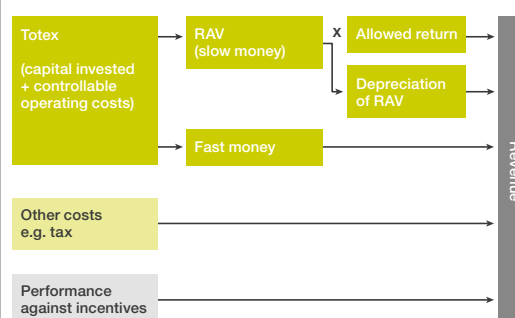 Totex
(capital invested
+ controllable
operating costs)
RAV
(slow money)
x
Allowed return
Depreciation
of RAV
Fast money
Other costs
e.g. tax
Performance
against incentives
Revenue